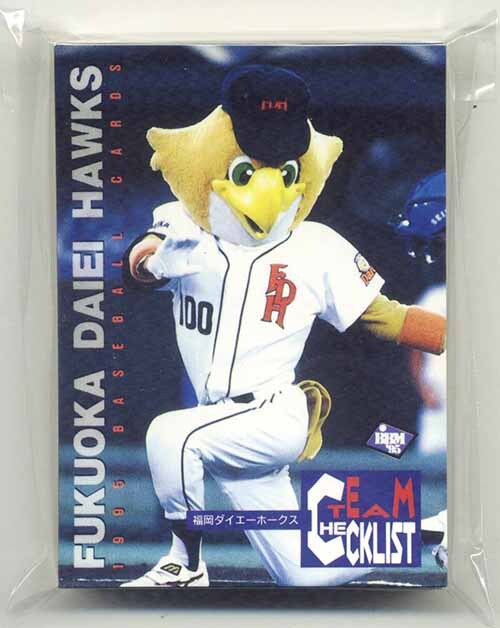 FUKUOKA DAIEI HAWKS
1995 BASEBALL CARDS
FDH
100
FDH
BBM
'95
福岡ダイエーホークス
TEAM
CHECKLIST